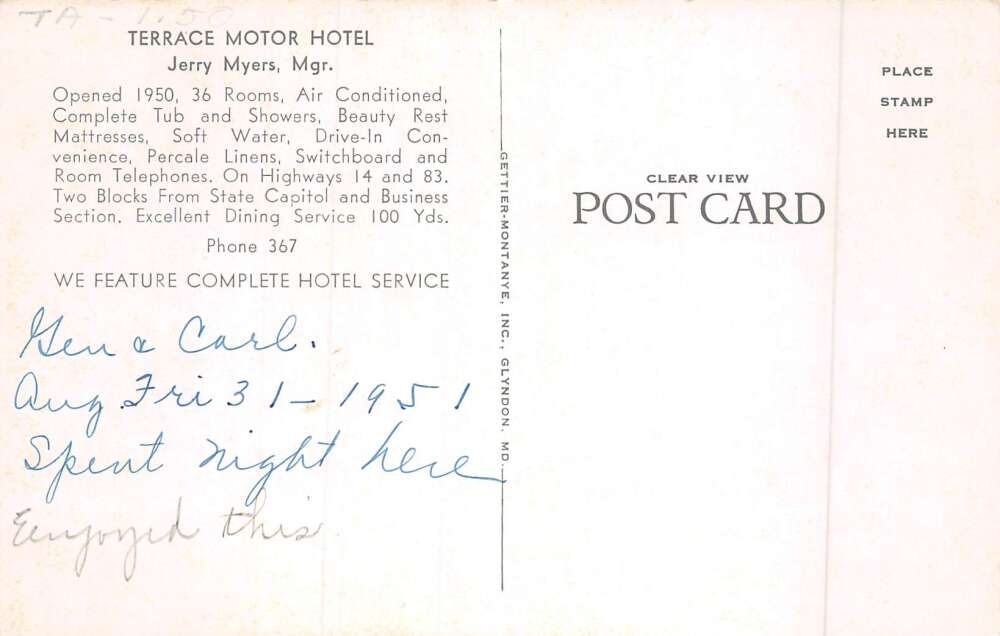 TA - 1.50
TERRACE MOTOR HOTEL
Jerry Myers, Mgr.
Opened 1950, 36 Rooms, Air Conditioned,
Complete Tub and Showers, Beauty Rest
Mattresses, Soft Water, Drive-In Con-
venience, Percale Linens, Switchboard and
Room Telephones. On Highways 14 and 83.
Two Blocks From State Capitol and Business
Section. Excellent Dining Service 100 Yds.
Phone 367
WE FEATURE COMPLETE HOTEL SERVICE
Gen & Carl.
Aug. Fri 31 - 1951
Spent night here
Eenjoyed this
GETTIER-MONTANYE, INC., GLYNDON, MD.
CLEAR VIEW
POST CARD
PLACE
STAMP
HERE